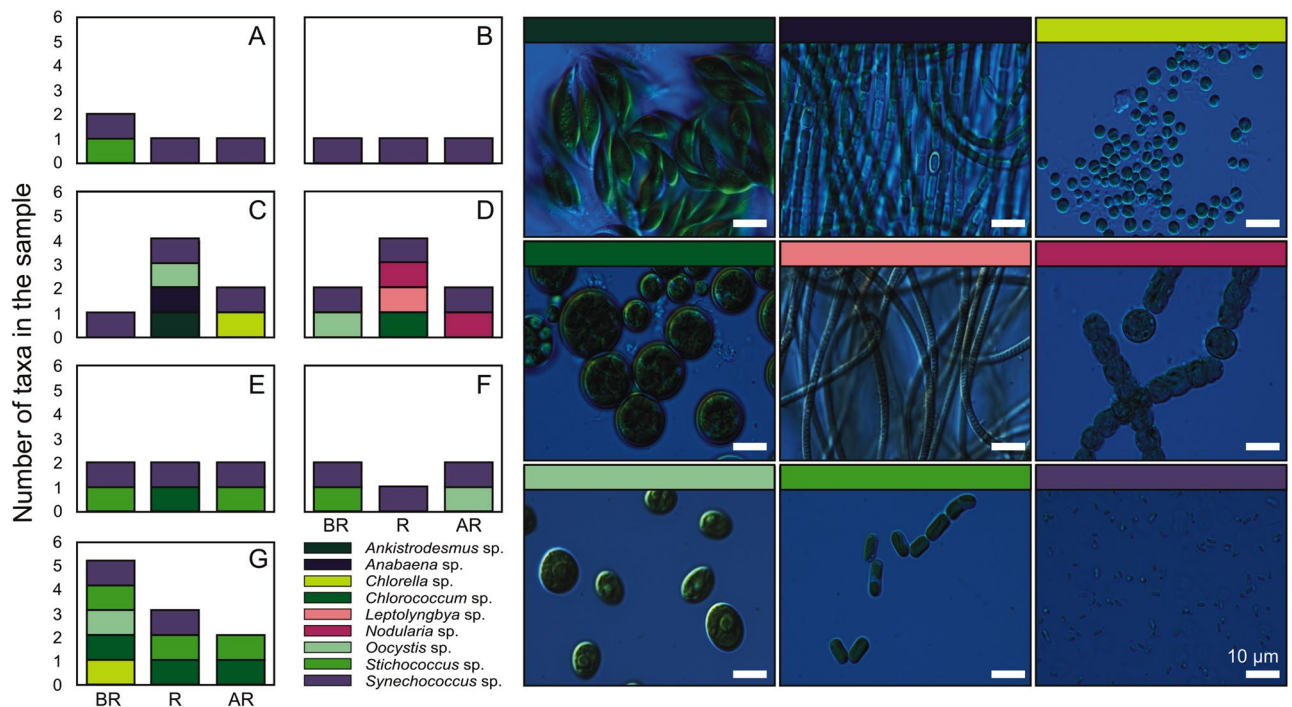 Number of taxa in the sample
6
5
4
3
2
1
0
A
6
5
4
3
2
1
0
B
6
5
4
3
2
1
0
C
6
5
4
3
2
1
0
D
6
5
4
3
2
1
0
E
6
5
4
3
2
1
0
F
BR R AR
6
5
4
3
2
1
0
G
BR R AR
Ankistrodesmus sp.
Anabaena sp.
Chlorella sp.
Chlorococcum sp.
Leptolyngbya sp.
Nodularia sp.
Oocystis sp.
Stichococcus sp.
Synechococcus sp.
10 µm